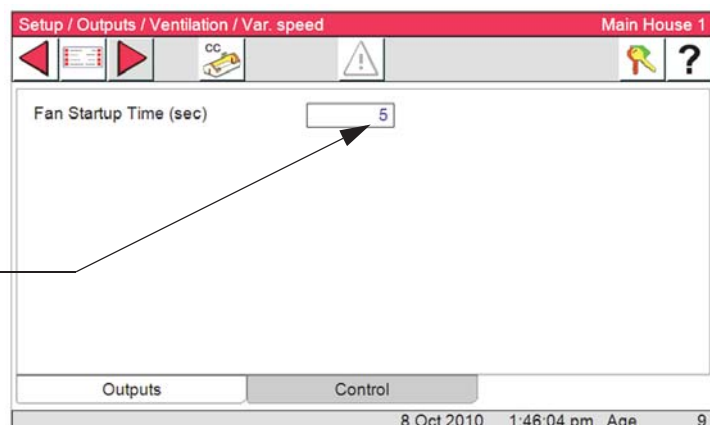 Setup / Outputs / Ventilation / Var. speed Main House 1
CC
?
Fan Startup Time (sec) 5
Outputs Control
8 Oct 2010 1:46:04 pm Age 9